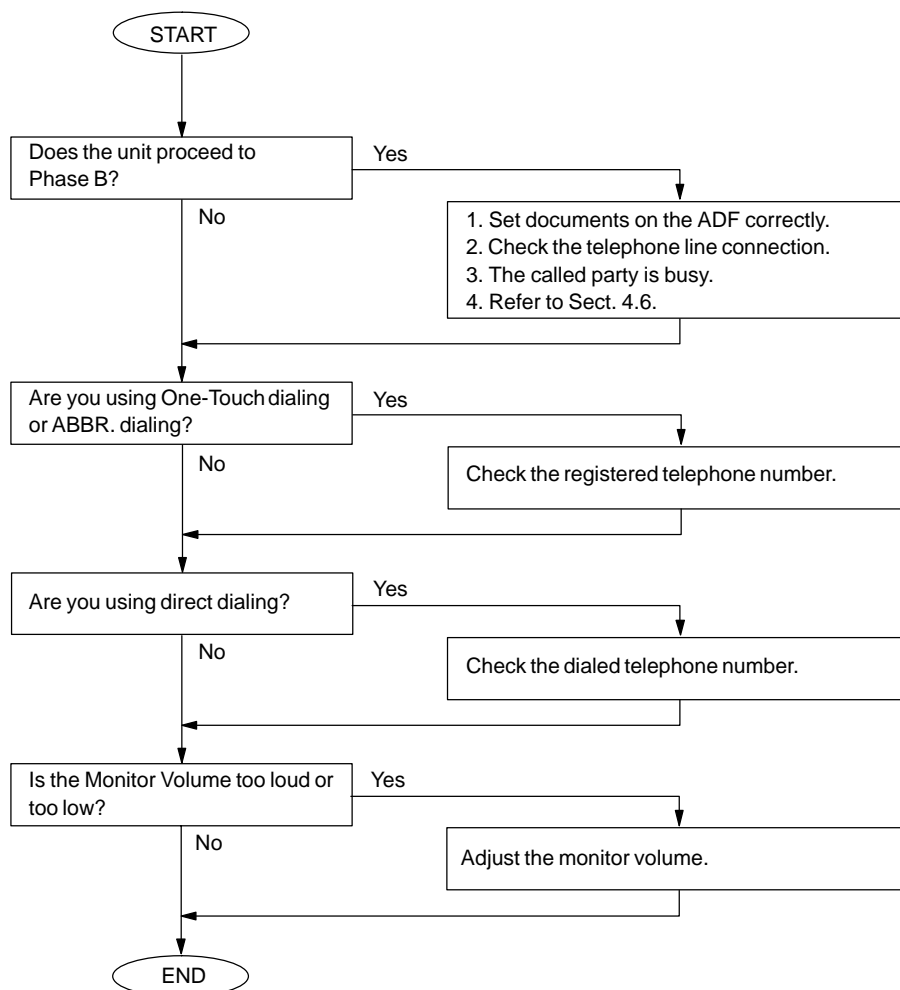 START
Does the unit proceed to
Phase B?
Yes
No
1. Set documents on the ADF correctly.
2. Check the telephone line connection.
3. The called party is busy.
4. Refer to Sect. 4.6.
Are you using One-Touch dialing
or ABBR. dialing?
Yes
No
Check the registered telephone number.
Are you using direct dialing?
Yes
No
Check the dialed telephone number.
Is the Monitor Volume too loud or
too low?
Yes
No
Adjust the monitor volume.
END